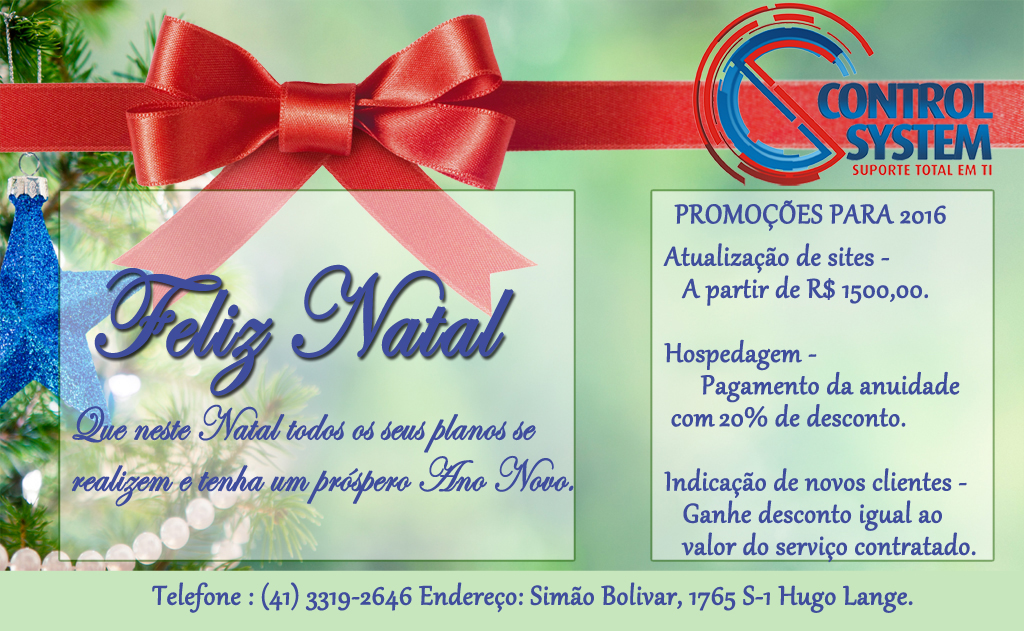 CONTROL
SYSTEM
SUPORTE TOTAL EM TI
Feliz Natal
Que neste Natal todos os seus planos se
realizem e tenha um próspero Ano Novo.
PROMOÇÕES PARA 2016
Atualização de sites -
A partir de R$ 1500,00.
Hospedagem -
Pagamento da anuidade
com 20% de desconto.
Indicação de novos clientes -
Ganhe desconto igual ao
valor do serviço contratado.
Telefone : (41) 3319-2646 Endereço: Simão Bolivar, 1765 S-1 Hugo Lange.